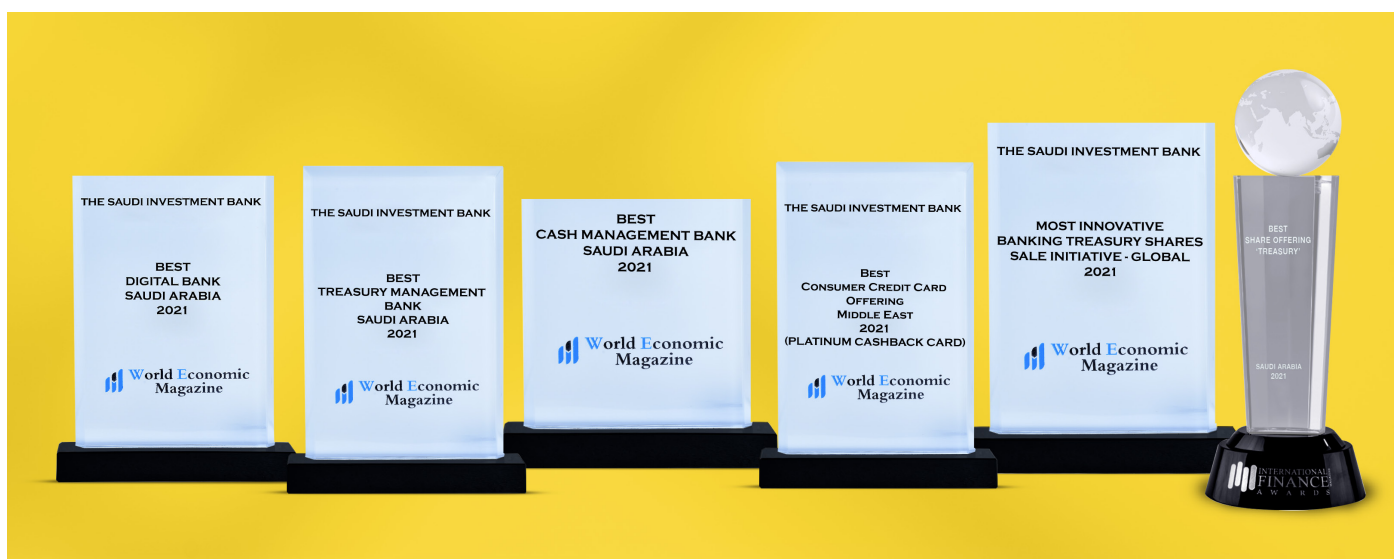 THE SAUDI INVESTMENT BANK
BEST
DIGITAL BANK
SAUDI ARABIA
2021
World Economic
Magazine
THE SAUDI INVESTMENT BANK
BEST
TREASURY MANAGEMENT
BANK
SAUDI ARABIA
2021
World Economic
Magazine
BEST
CASH MANAGEMENT BANK
SAUDI ARABIA
2021
World Economic
Magazine
THE SAUDI INVESTMENT BANK
BEST
CONSUMER CREDIT CARD
OFFERING
MIDDLE EAST
2021
(PLATINUM CASHBACK CARD)
World Economic
Magazine
THE SAUDI INVESTMENT BANK
MOST INNOVATIVE
BANKING TREASURY SHARES
SALE INITIATIVE - GLOBAL
2021
World Economic
Magazine
BEST
SHARE OFFERING
'TREASURY'
SAUDI ARABIA
2021
INTERNATIONAL
FINANCE
AWARDS